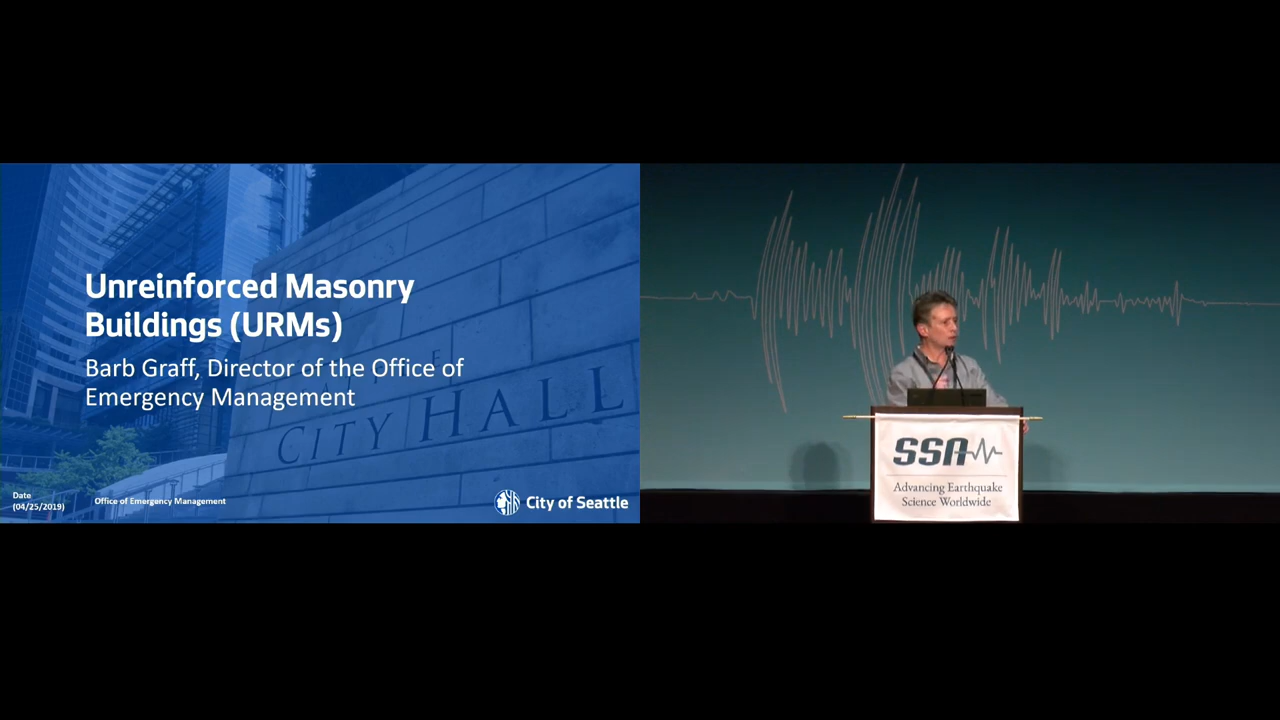 Unreinforced Masonry
Buildings (URMs)
Barb Graff, Director of the Office of
Emergency Management
CITY HALL
Date
(04/25/2019)
Office of Emergency Management
City of Seattle
SSA
Advancing Earthquake
Science Worldwide